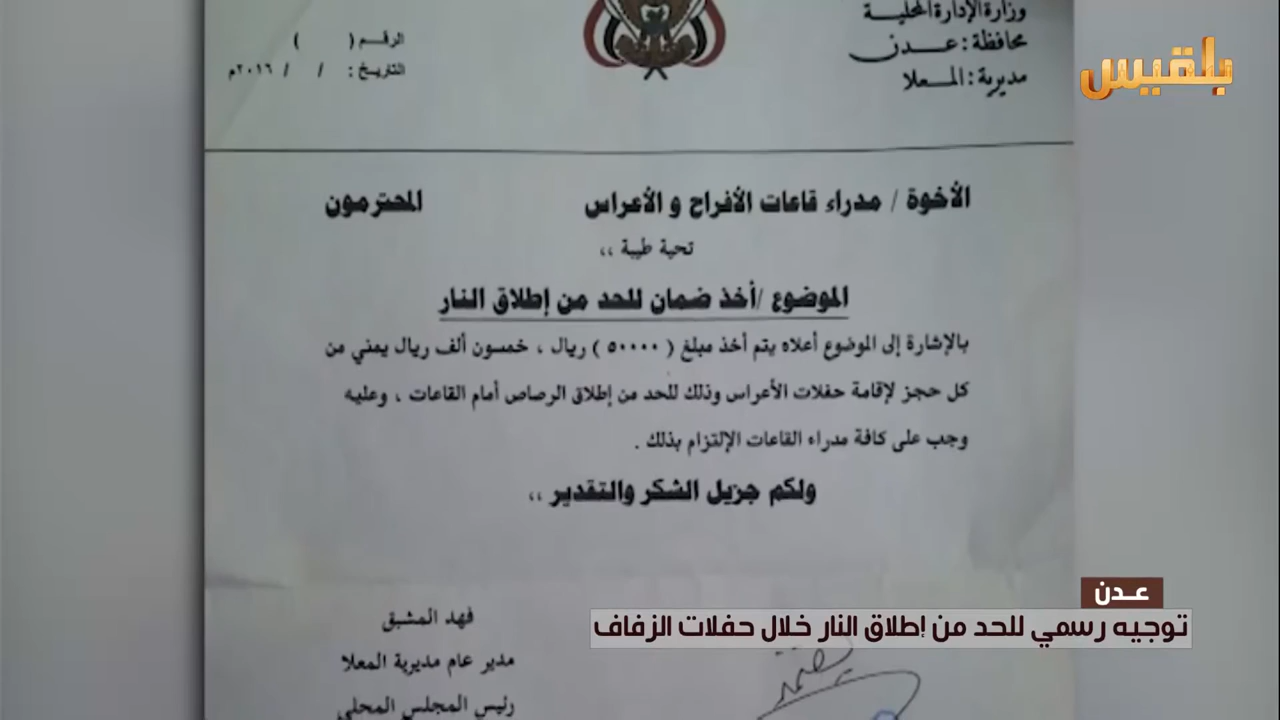 وزارة الإدارة المحلية
محافظة : عدن
مديرية : المعلا
الرقم ( )
التاريخ : / / ٢٠١٦م
بلقيس
الأخوة / مدراء قاعات الأفراح و الأعراس المحترمون
تحية طيبة ،،
الموضوع /أخذ ضمان للحد من إطلاق النار
بالإشارة إلى الموضوع أعلاه يتم أخذ مبلغ ( ٥٠٠٠٠ ) ريال ، خمسون ألف ريال يمني من
كل حجز لإقامة حفلات الأعراس وذلك للحد من إطلاق الرصاص أمام القاعات ، وعليه
وجب على كافة مدراء القاعات الإلتزام بذلك .
ولكم جزيل الشكر والتقدير ،،
فهد المشبق
مدير عام مديرية المعلا
رئيس المجلس المحلي
عدن
توجيه رسمي للحد من إطلاق النار خلال حفلات الزفاف